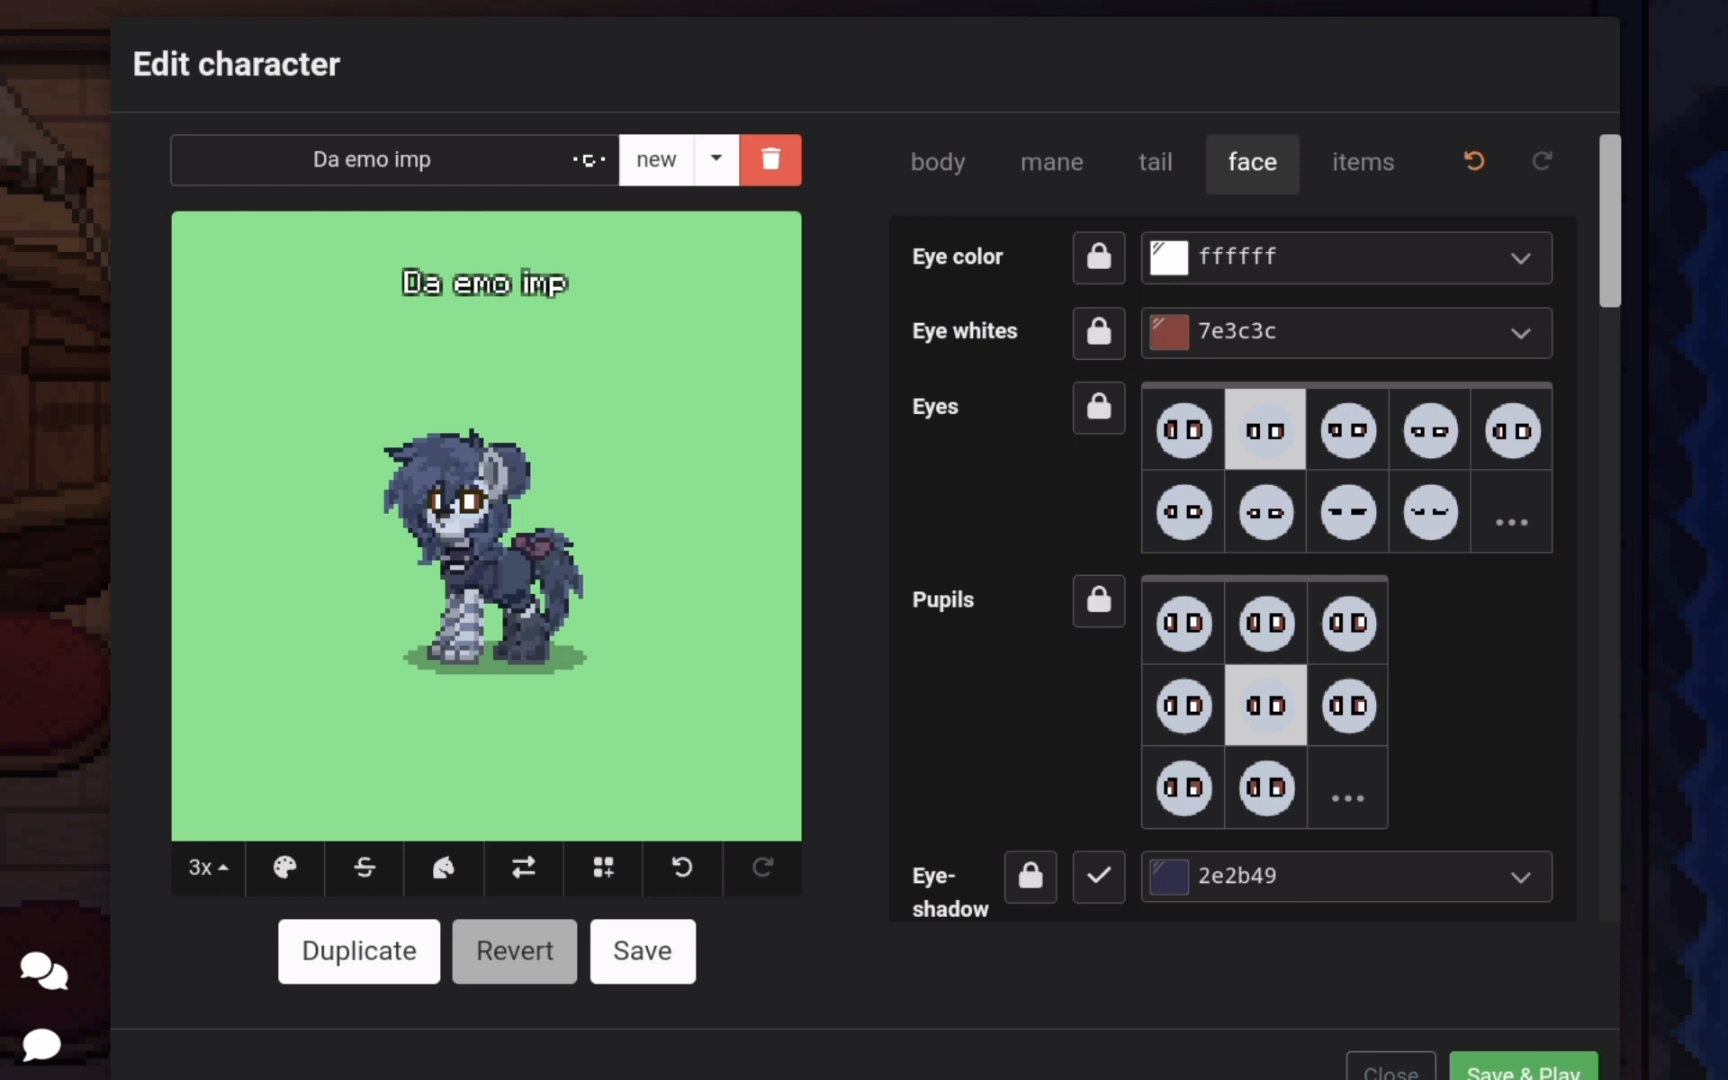 Edit character
Da emo imp
new
body
mane
tail
face
items
Da emo imp
Eye color
ffffff
Eye whites
7e3c3c
Eyes
...
Pupils
...
Eye-
shadow
2e2b49
3x
Duplicate
Revert
Save
Close
Save & Play